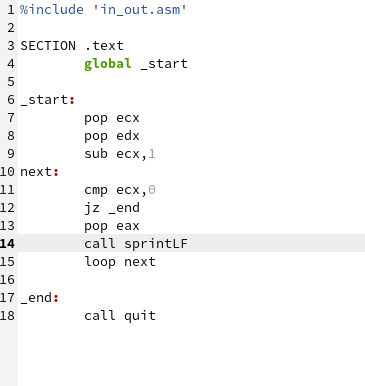 1 %include 'in_out.asm'
2
3 SECTION .text
4         global _start
5
6 _start:
7         pop ecx
8         pop edx
9         sub ecx,1
10 next:
11         cmp ecx,0
12         jz _end
13         pop eax
14         call sprintLF
15         loop next
16
17 _end:
18         call quit